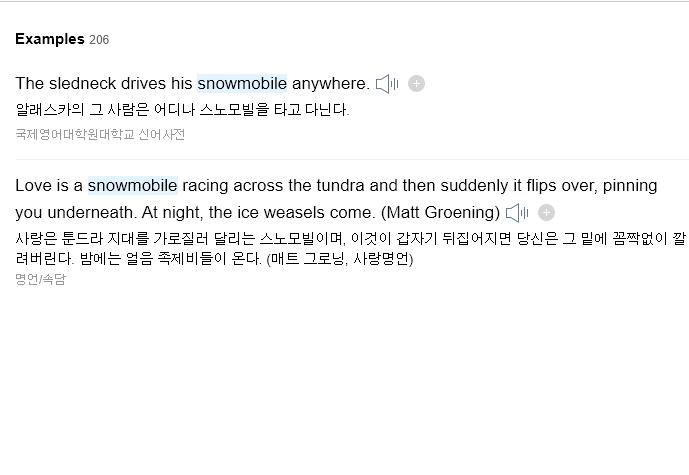 Examples 206
The sledneck drives his snowmobile anywhere.
알래스카의 그 사람은 어디나 스노모빌을 타고 다닌다.
국제영어대학원대학교 신어사전
Love is a snowmobile racing across the tundra and then suddenly it flips over, pinning
you underneath. At night, the ice weasels come. (Matt Groening)
사랑은 툰드라 지대를 가로질러 달리는 스노모빌이며, 이것이 갑자기 뒤집어지면 당신은 그 밑에 꼼짝없이 깔
려버린다. 밤에는 얼음 족제비들이 온다. (매트 그로닝, 사랑명언)
명언/속담